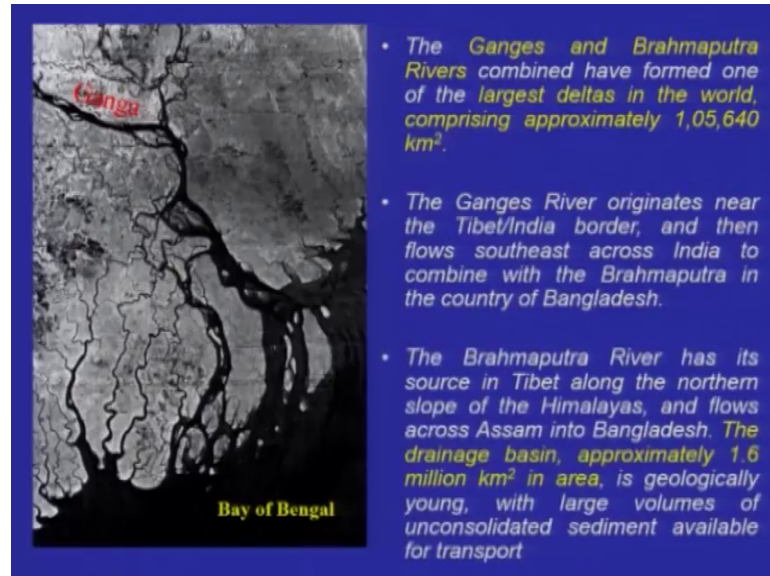 Ganga
Bay of Bengal
• The Ganges and Brahmaputra
Rivers combined have formed one
of the largest deltas in the world,
comprising approximately 1,05,640
km².
• The Ganges River originates near
the Tibet/India border, and then
flows southeast across India to
combine with the Brahmaputra in
the country of Bangladesh.
• The Brahmaputra River has its
source in Tibet along the northern
slope of the Himalayas, and flows
across Assam into Bangladesh. The
drainage basin, approximately 1.6
million km² in area, is geologically
young, with large volumes of
unconsolidated sediment available
for transport